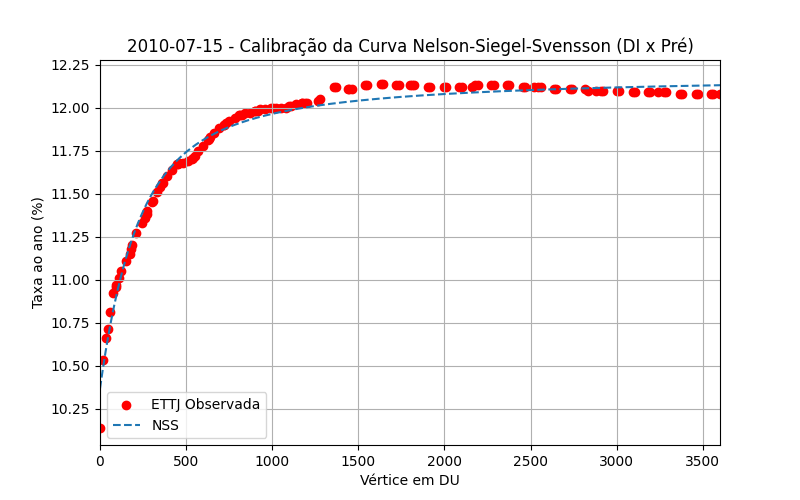 2010-07-15 - Calibração da Curva Nelson-Siegel-Svensson (DI x Pré)
12.25
12.00
11.75
11.50
11.25
11.00
10.75
10.50
10.25
Taxa ao ano (%)
ETTJ Observada
NSS
0 500 1000 1500 2000 2500 3000 3500
Vértice em DU